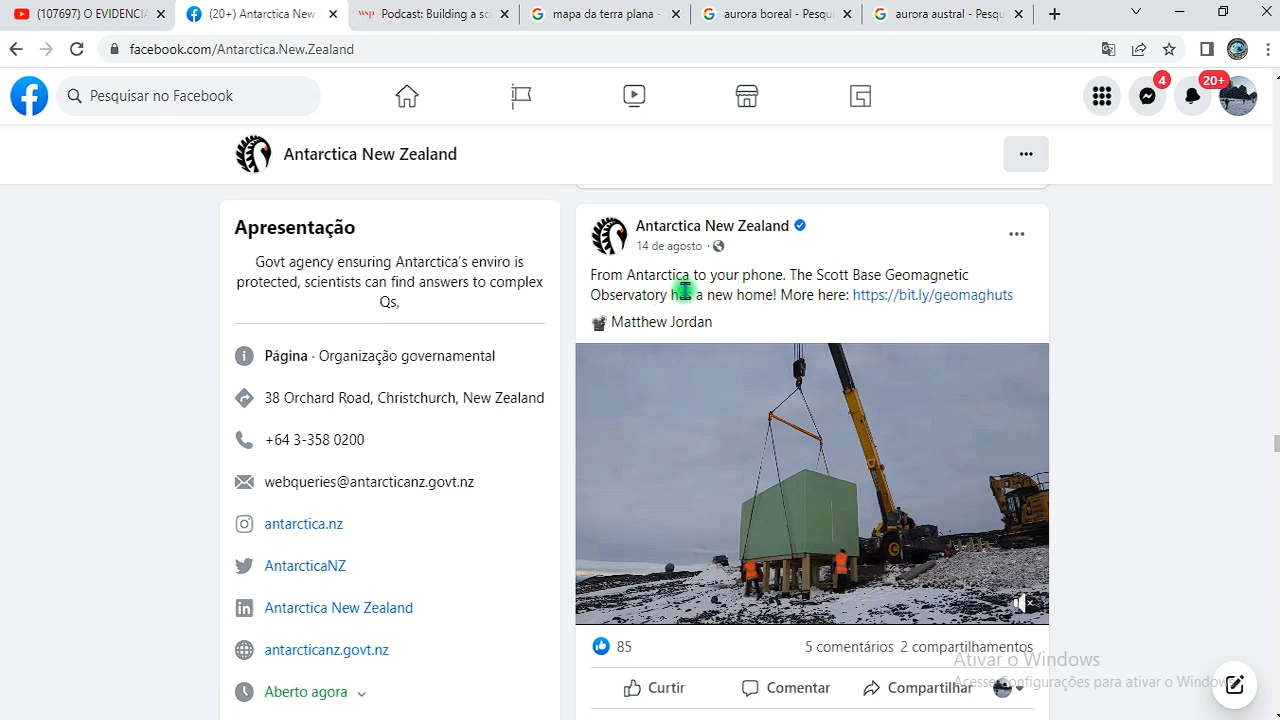 (107697) O EVIDENCIA
(20+) Antarctica New
wsp Podcast: Building a sc
mapa da terra plana -
aurora boreal - Pesqu
aurora austral - Pesqu
facebook.com/Antarctica.New.Zealand
Pesquisar no Facebook
4
20+
Antarctica New Zealand
Apresentação
Govt agency ensuring Antarctica's enviro is
protected, scientists can find answers to complex
Qs,
Página · Organização governamental
38 Orchard Road, Christchurch, New Zealand
+64 3-358 0200
webqueries@antarcticanz.govt.nz
antarctica.nz
AntarcticaNZ
Antarctica New Zealand
antarcticanz.govt.nz
Aberto agora
Antarctica New Zealand
14 de agosto ·
From Antarctica to your phone. The Scott Base Geomagnetic
Observatory has a new home! More here: https://bit.ly/geomaghuts
Matthew Jordan
85
5 comentários 2 compartilhamentos
Curtir
Comentar
Compartilhar
Ativar o Windows
Acesse Configurações para ativar o Windows